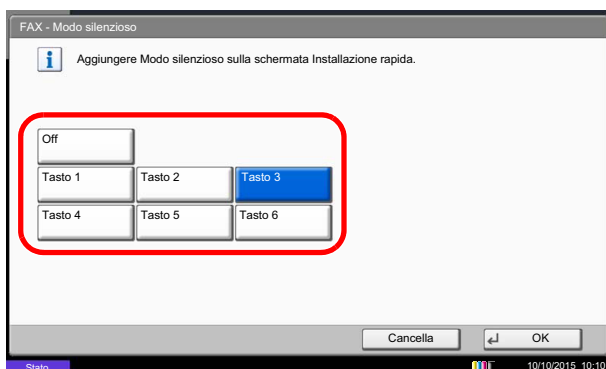 FAX - Modo silenzioso
Aggiungere Modo silenzioso sulla schermata Installazione rapida.
Off
Tasto 1 Tasto 2 Tasto 3
Tasto 4 Tasto 5 Tasto 6
Cancella OK
Stato 10/10/2015 10:10